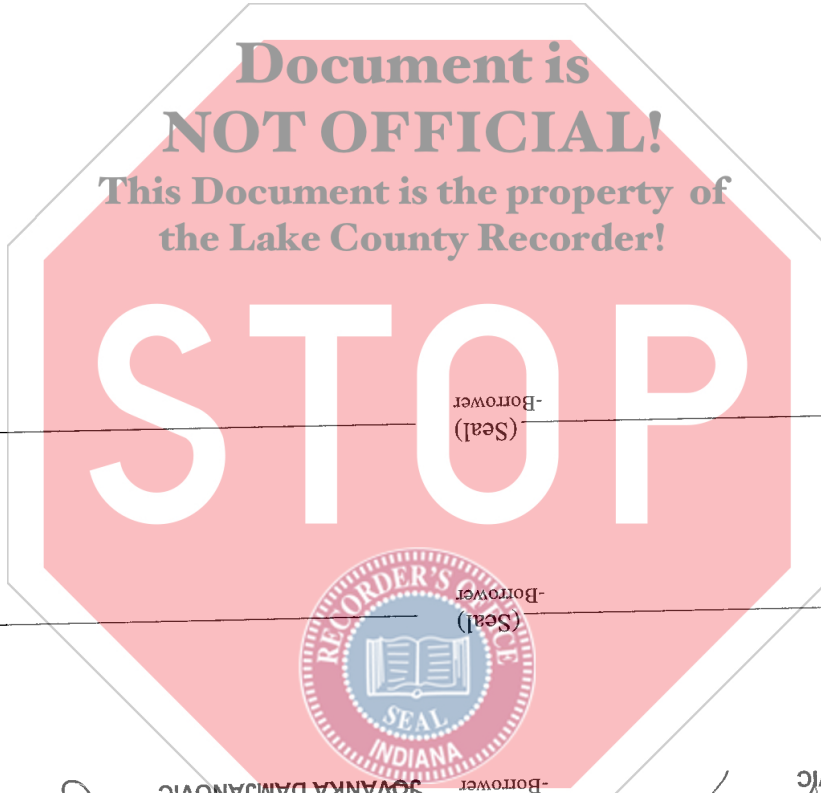 Document is
NOT OFFICIAL!
This Document is the property of
the Lake County Recorder!
STOP
-Borrower
(Seal)
-Borrower
(Seal)
RECORDER'S OFFICE
SEAL
INDIANA
-Borrower
JOVANKA DAMJANOVIC